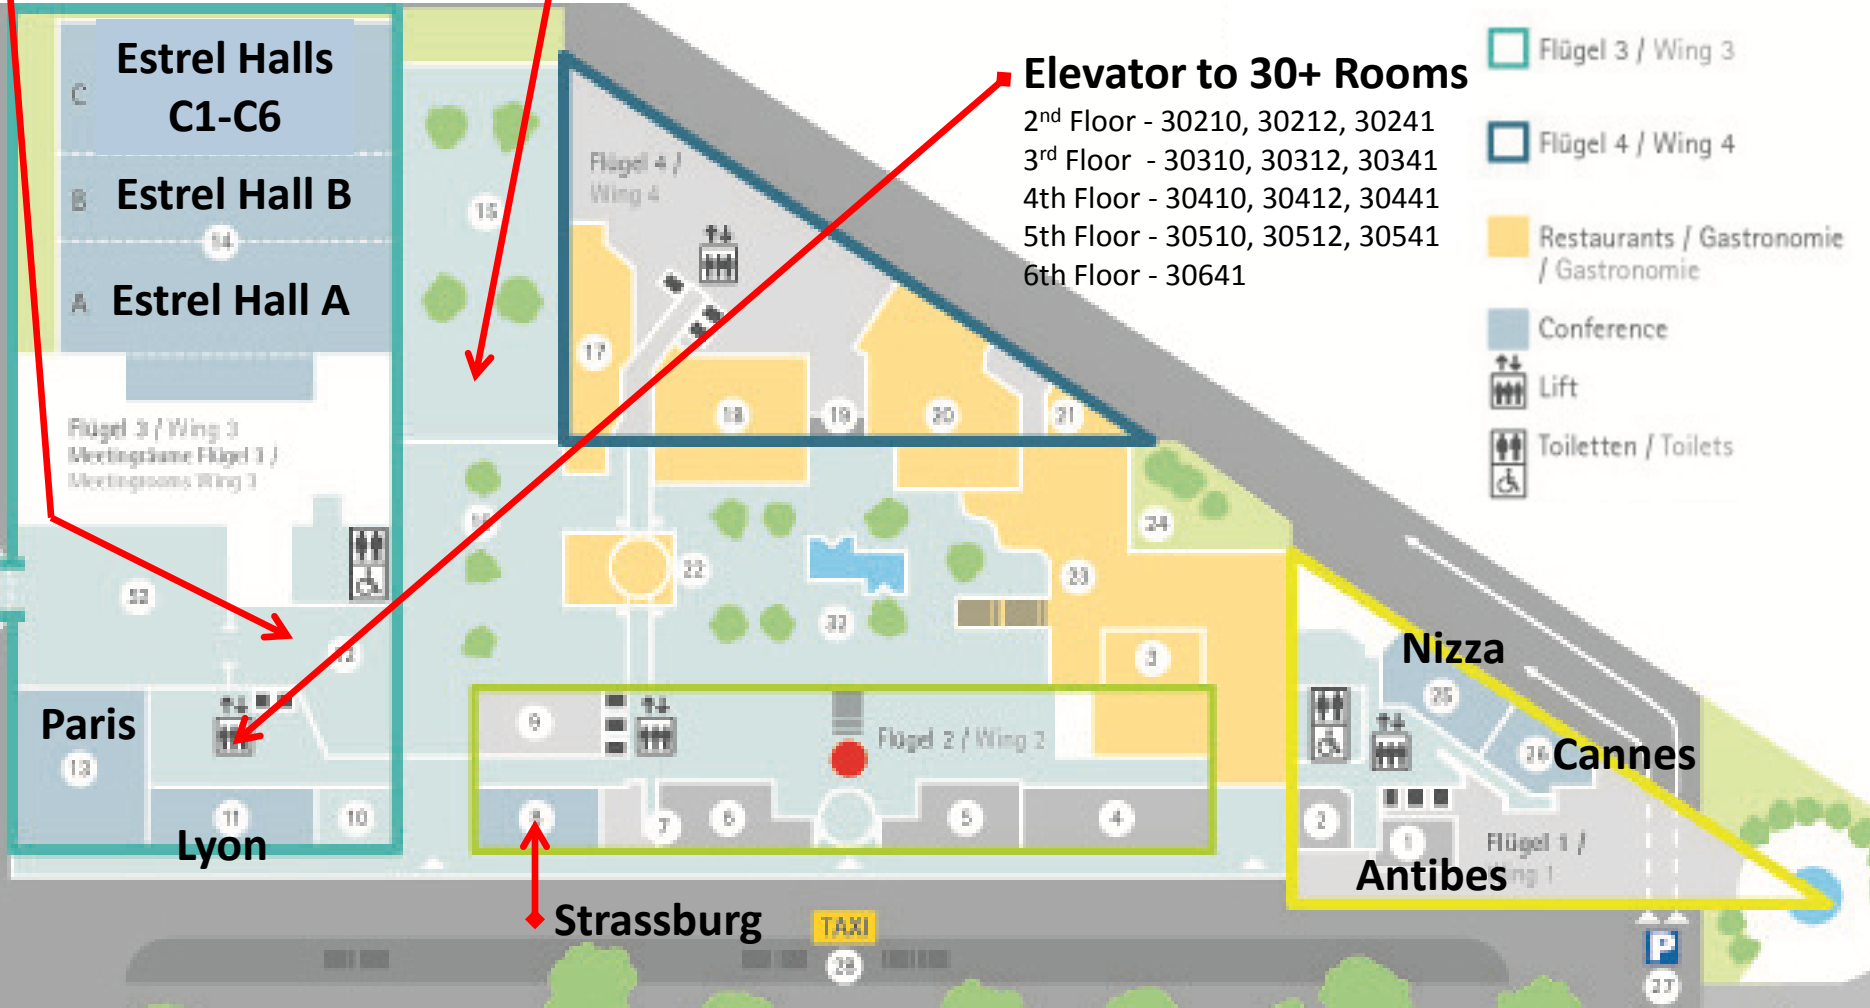 Estrel Halls
C1-C6
C
Estrel Hall B
B
14
Estrel Hall A
A
Flügel 3 / Wing 3
Meetingräume Flügel 3 /
Meetingrooms Wing 3
15
Flügel 4 /
Wing 4
Elevator to 30+ Rooms
2nd Floor - 30210, 30212, 30241
3rd Floor - 30310, 30312, 30341
4th Floor - 30410, 30412, 30441
5th Floor - 30510, 30512, 30541
6th Floor - 30641
Flügel 3 / Wing 3
Flügel 4 / Wing 4
Restaurants / Gastronomie
/ Gastronomie
Conference
Lift
Toiletten / Toilets
17
18
19
20
21
22
23
24
32
3
Paris
13
11
10
Lyon
9
8
7
6
5
4
Flügel 2 / Wing 2
Strassburg
TAXI
28
Nizza
25
26
Cannes
2
1
Flügel 1 /
Wing 1
Antibes
P
27